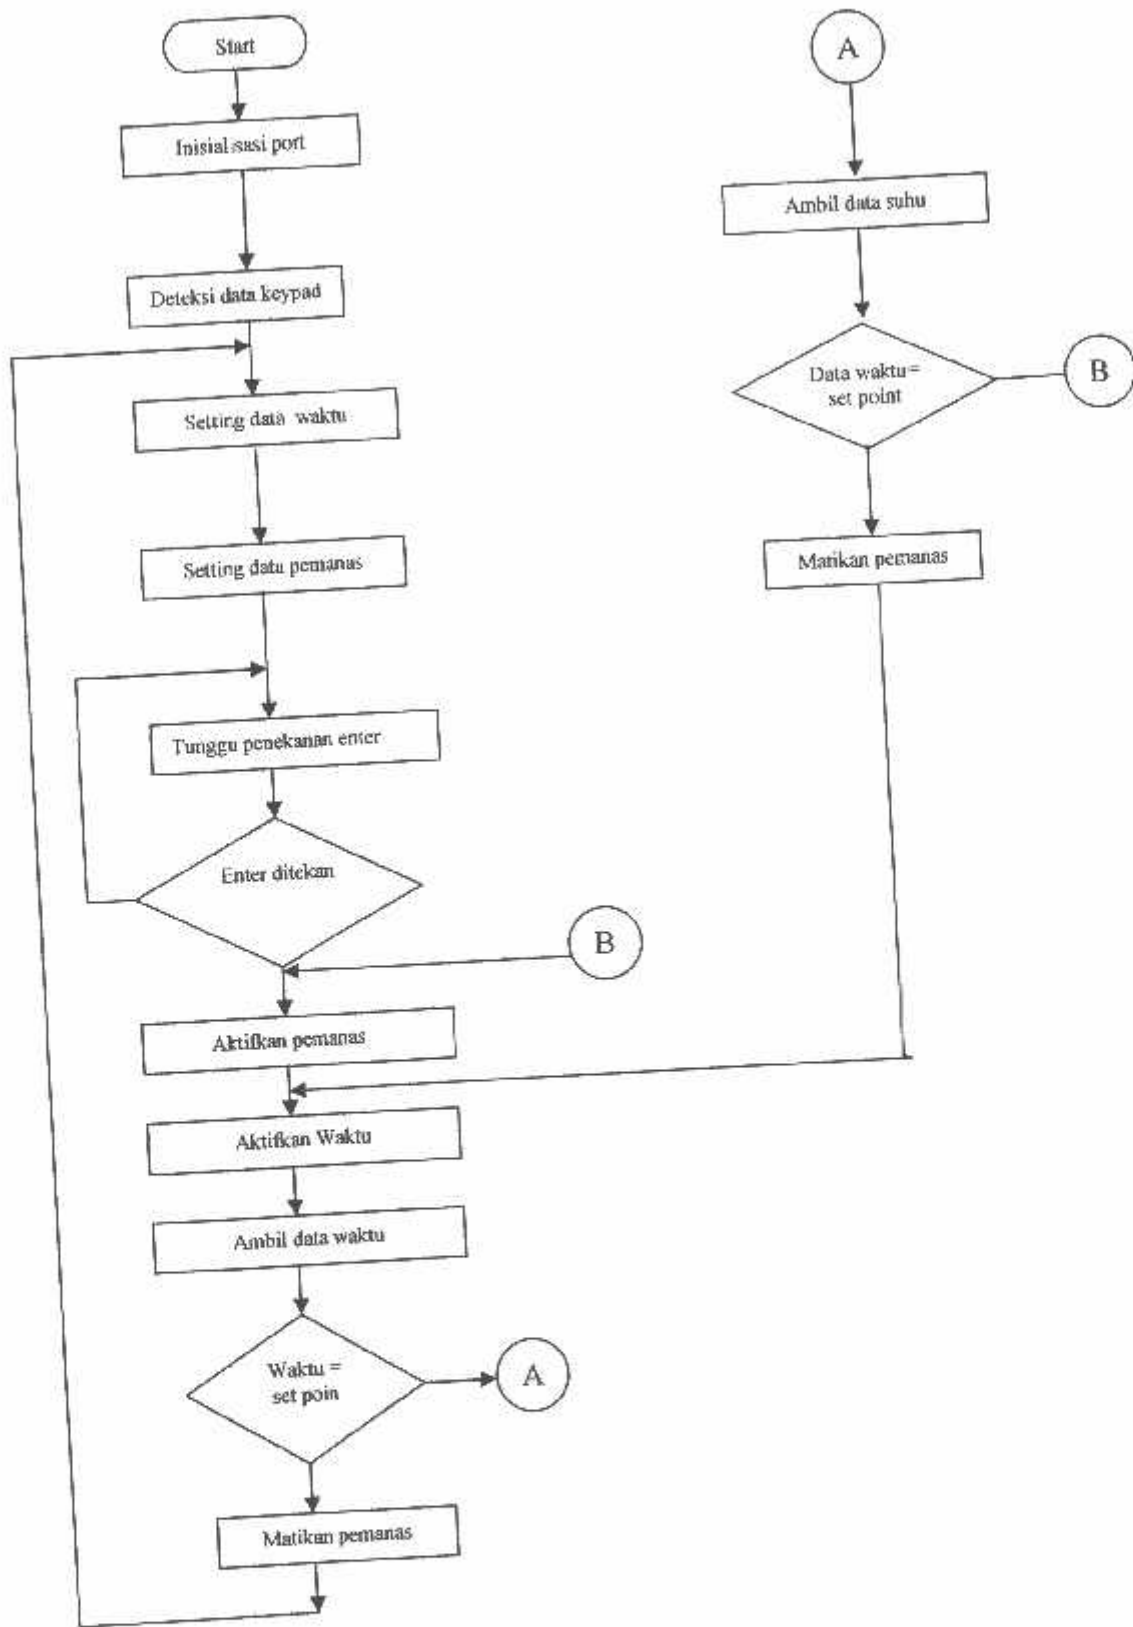 Start
Inisialisasi port
Deteksi data keypad
Setting data waktu
Setting datu pemanas
Tunggu penekanan enter
Enter ditekan
B
Aktifkan pemanas
Aktifkan Waktu
Ambil data waktu
Waktu =
set poin
A
Matikan pemanas
A
Ambil data suhu
Data waktu=
set point
B
Matikan pemanas